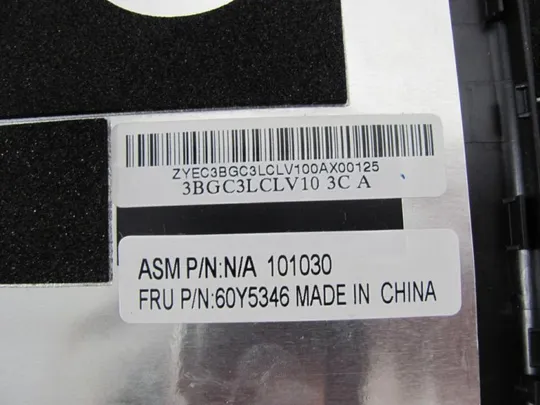 ZYEC3BGC3LCLV100AX00125
3BGC3LCLV10 3C A
ASM P/N:N/A 101030
FRU P/N:60Y5346 MADE IN CHINA